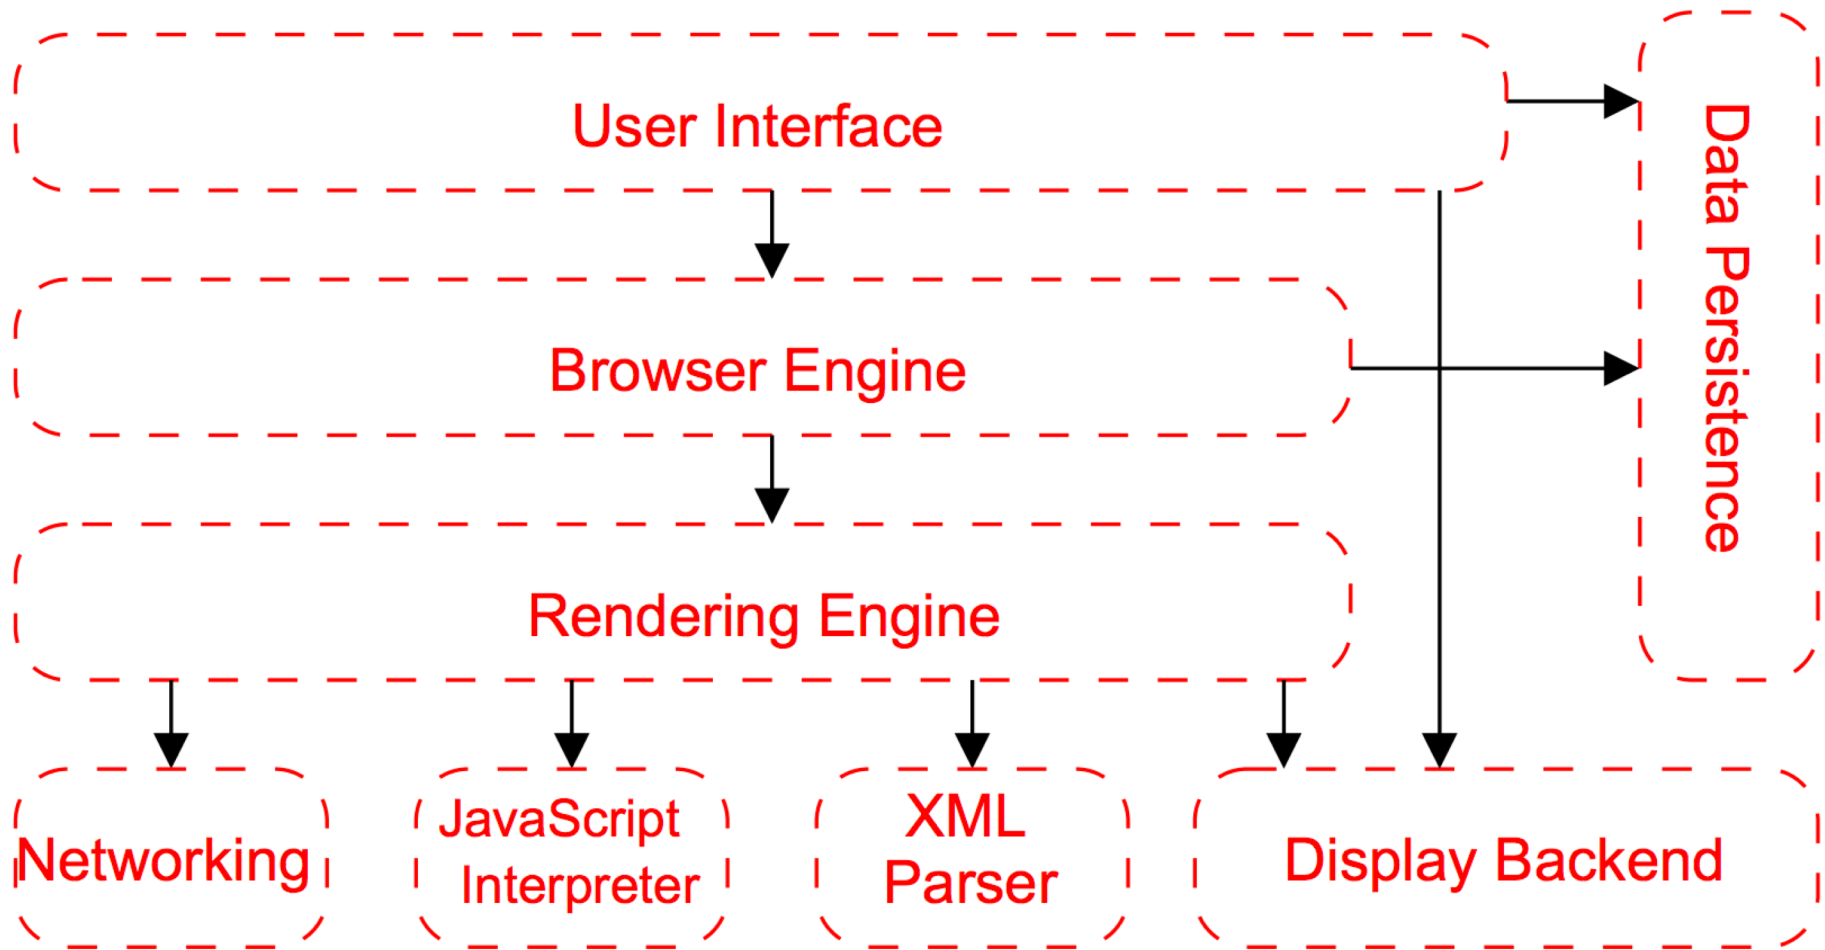 User Interface
Data Persistence
Browser Engine
Rendering Engine
Networking
JavaScript
Interpreter
XML
Parser
Display Backend